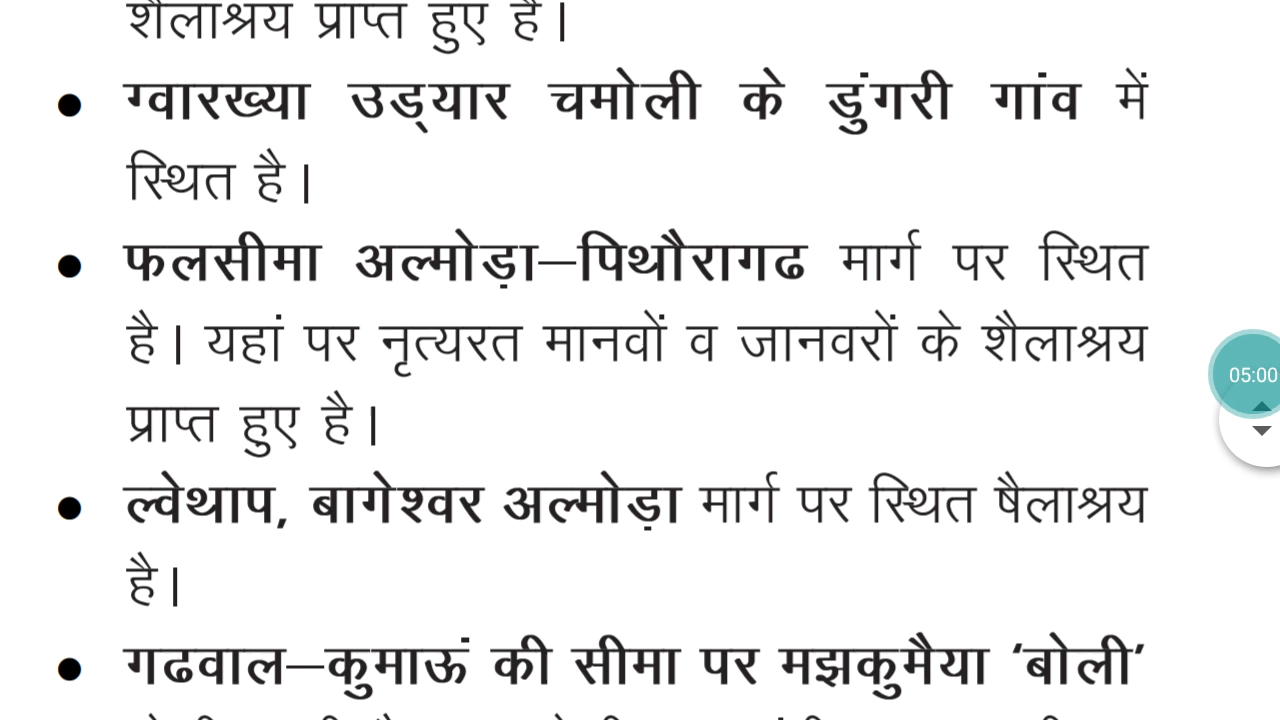 शैलाश्रय प्राप्त हुए है।
● ग्वारख्या उड्यार चमोली के डुंगरी गांव में
स्थित है।
● फलसीमा अल्मोड़ा–पिथौरागढ मार्ग पर स्थित
है। यहां पर नृत्यरत मानवों व जानवरों के शैलाश्रय
प्राप्त हुए है।
05:00
● ल्वेथाप, बागेश्वर अल्मोड़ा मार्ग पर स्थित षैलाश्रय
है।
● गढवाल–कुमाऊं की सीमा पर मझकुमैया ‘बोली’